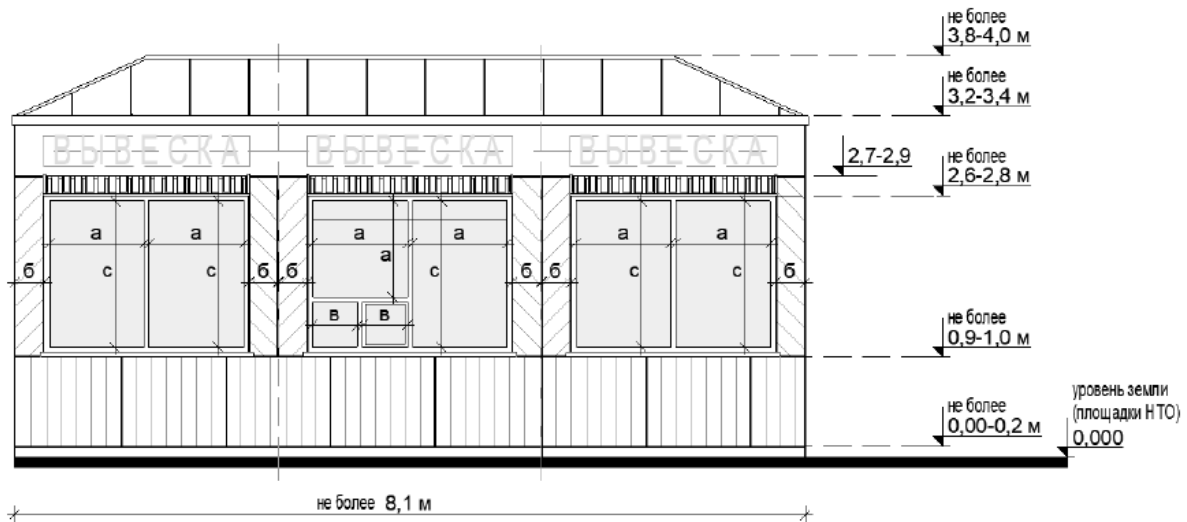 не более
3,8-4,0 м
не более
3,2-3,4 м
ВЫВЕСКА ВЫВЕСКА ВЫВЕСКА
2,7-2,9
не более
2,6-2,8 м
а а а а а а
а
б б б б б б
с с с с с
в в
не более
0,9-1,0 м
не более
0,00-0,2 м
уровень земли
(площадки НТО)
0,000
не более 8,1 м